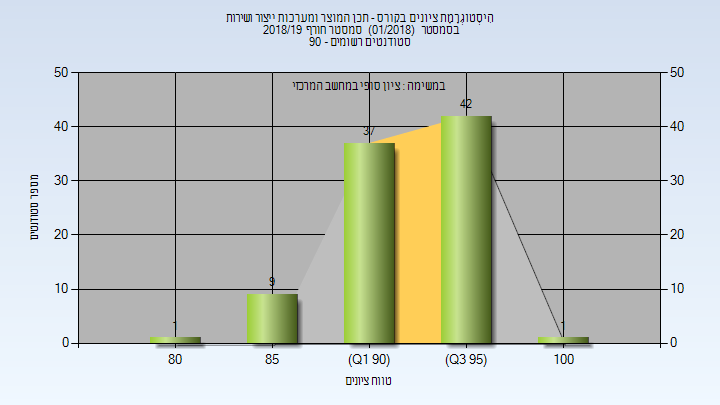 היסטוגרמת ציונים בקורס - תכן המוצר ומערכות ייצור ושירות
בסמסטר (01/2018) סמסטר חורף 2018/19
סטודנטים רשומים - 90
במשימה : ציון סופי במחשב המרכזי
50 50
40 40
30 30
20 20
10 10
0 0
1 9 37 42 1
80 85 (Q1 90) (Q3 95) 100
מספר סטודנטים
טווח ציונים